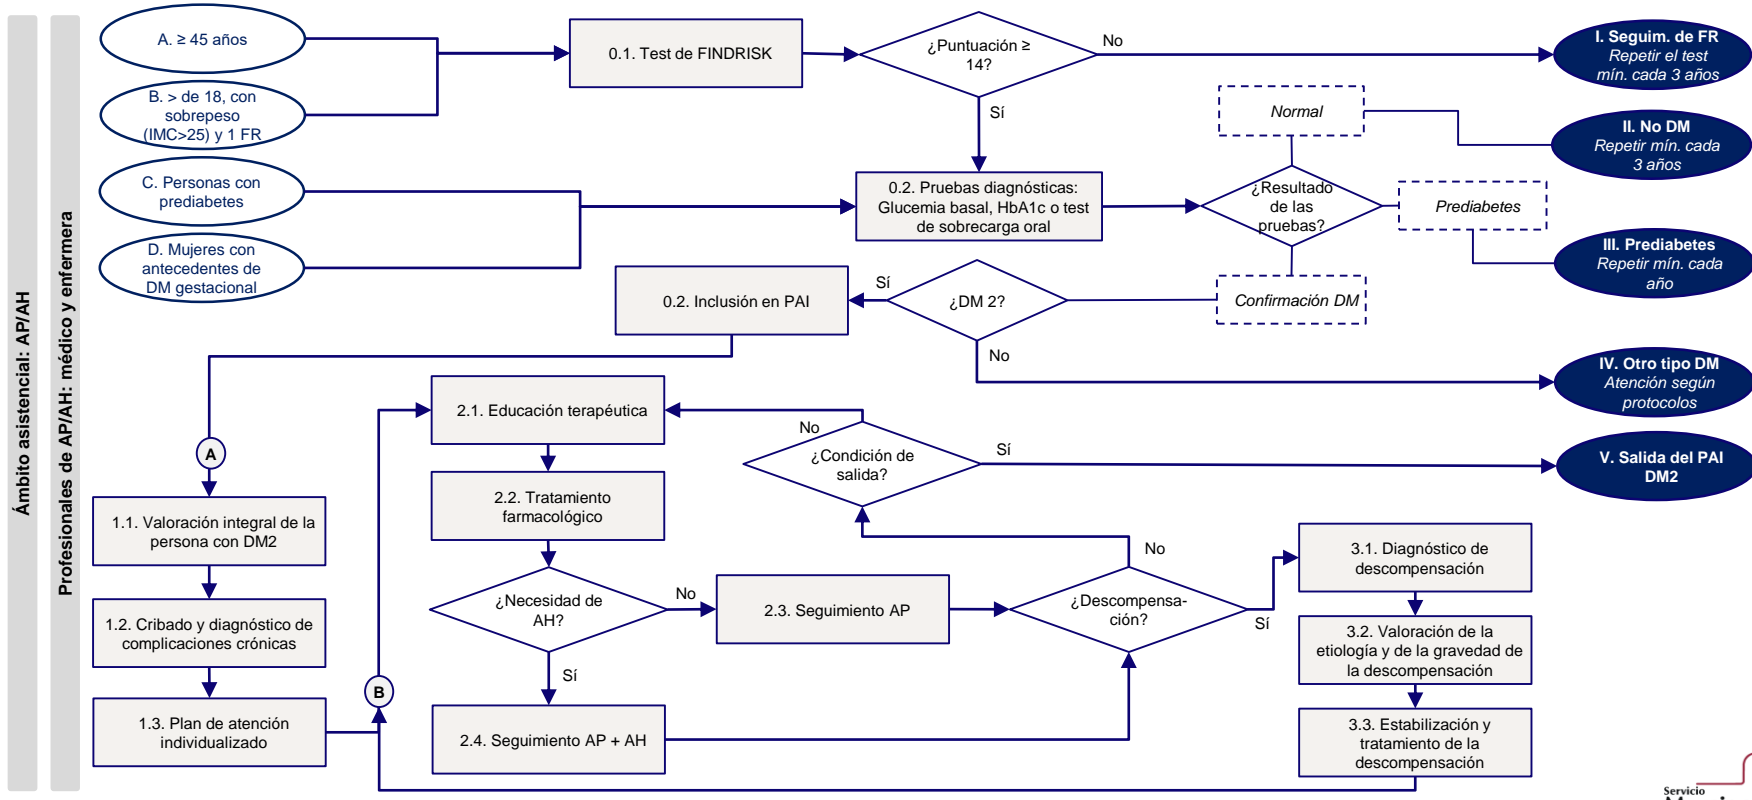 Ámbito asistencial: AP/AH
Profesionales de AP/AH: médico y enfermera
A. ≥ 45 años
B. > de 18, con
sobrepeso
(IMC>25) y 1 FR
C. Personas con
prediabetes
D. Mujeres con
antecedentes de
DM gestacional
0.1. Test de FINDRISK
¿Puntuación ≥
14?
No
Sí
I. Seguim. de FR
Repetir el test
mín. cada 3 años
Normal
II. No DM
Repetir mín. cada
3 años
0.2. Pruebas diagnósticas:
Glucemia basal, HbA1c o test
de sobrecarga oral
¿Resultado
de las
pruebas?
Prediabetes
III. Prediabetes
Repetir mín. cada
año
Confirmación DM
¿DM 2?
Sí
No
0.2. Inclusión en PAI
IV. Otro tipo DM
Atención según
protocolos
A
1.1. Valoración integral de la
persona con DM2
1.2. Cribado y diagnóstico de
complicaciones crónicas
1.3. Plan de atención
individualizado
B
2.1. Educación terapéutica
2.2. Tratamiento
farmacológico
¿Necesidad de
AH?
No
Sí
2.3. Seguimiento AP
2.4. Seguimiento AP + AH
¿Condición de
salida?
No
Sí
V. Salida del PAI
DM2
¿Descompensa-
ción?
No
Sí
3.1. Diagnóstico de
descompensación
3.2. Valoración de la
etiología y de la gravedad de
la descompensación
3.3. Estabilización y
tratamiento de la
descompensación
Servicio